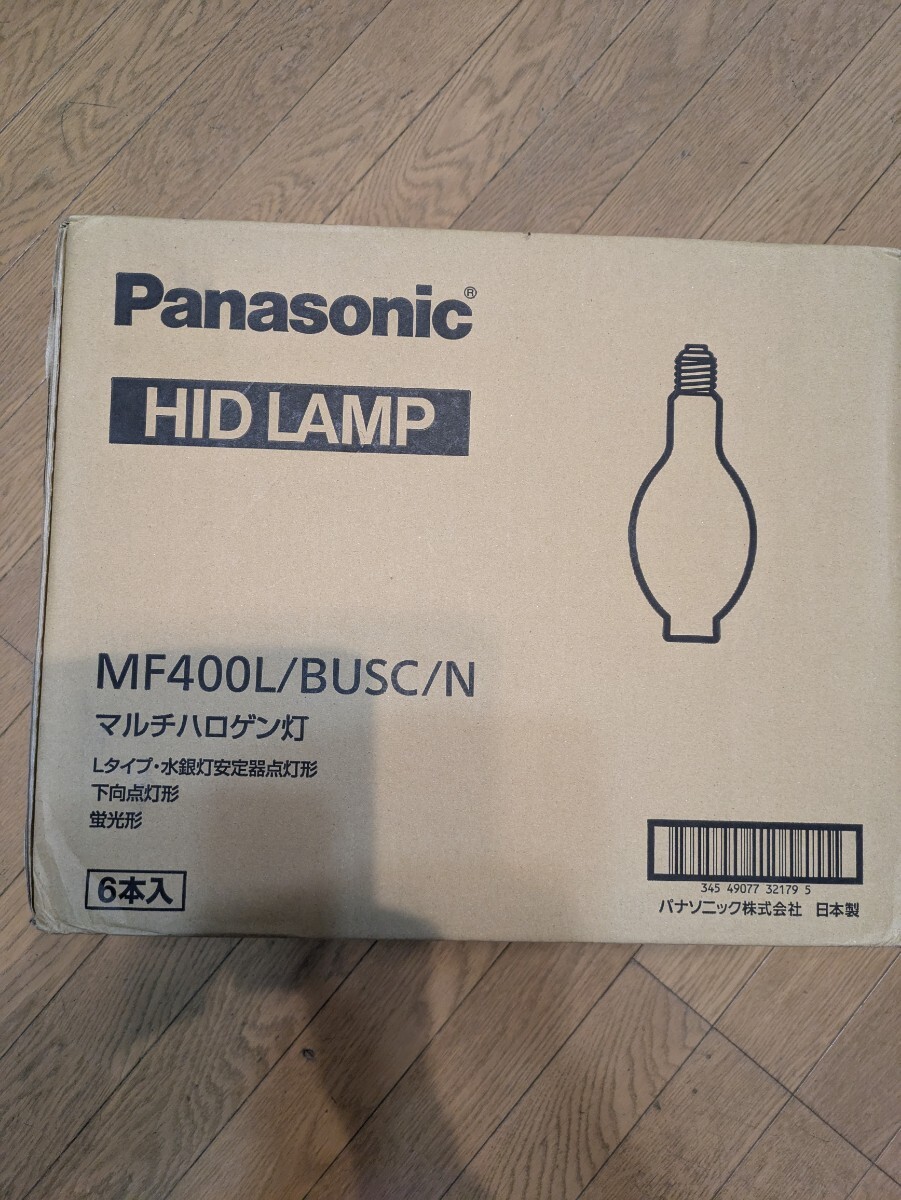 Panasonic®
HID LAMP
MF400L/BUSC/N
マルチハロゲン灯
Lタイプ・水銀灯安定器点灯形
下向点灯形
蛍光形
6本入
345 49077 32179 5
パナソニック株式会社 日本製